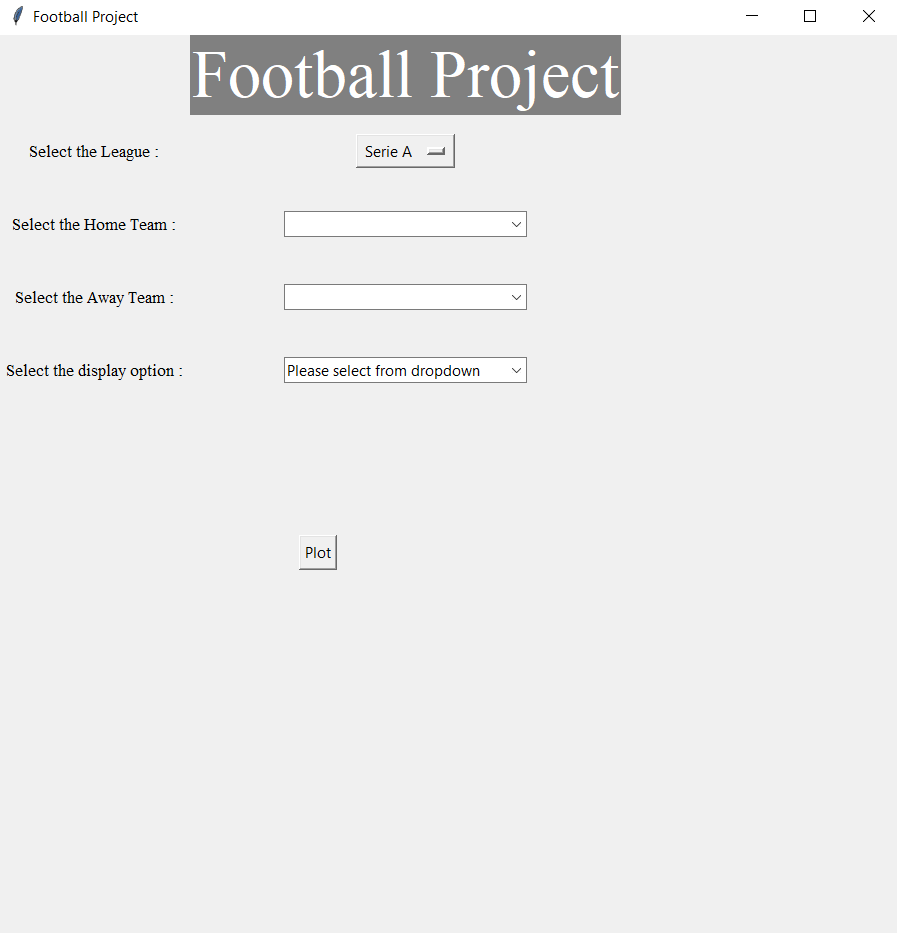 Football Project
Football Project
Select the League :
Serie A
Select the Home Team :
Select the Away Team :
Select the display option :
Please select from dropdown
Plot